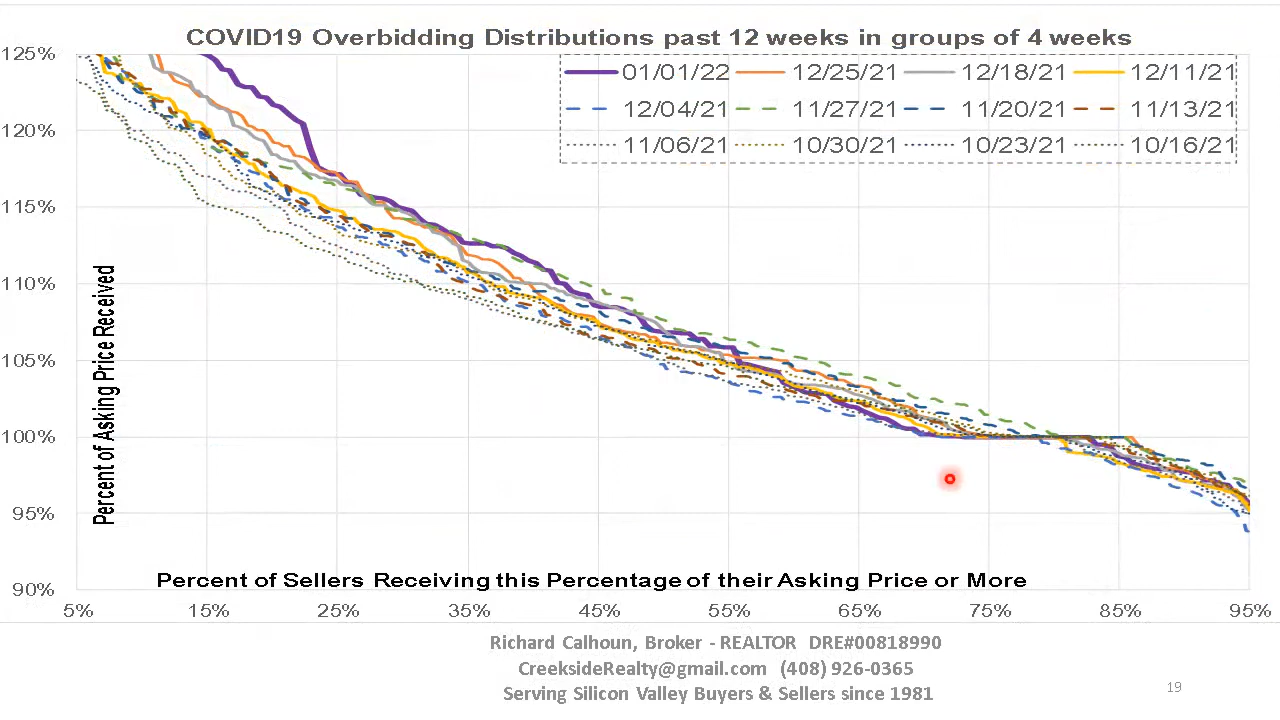 COVID19 Overbidding Distributions past 12 weeks in groups of 4 weeks
125%
120%
115%
110%
105%
100%
95%
90%
Percent of Asking Price Received
01/01/22 12/25/21 12/18/21 12/11/21
12/04/21 11/27/21 11/20/21 11/13/21
11/06/21 10/30/21 10/23/21 10/16/21
Percent of Sellers Receiving this Percentage of their Asking Price or More
5% 15% 25% 35% 45% 55% 65% 75% 85% 95%
Richard Calhoun, Broker - REALTOR DRE#00818990
CreeksideRealty@gmail.com (408) 926-0365
Serving Silicon Valley Buyers & Sellers since 1981
19